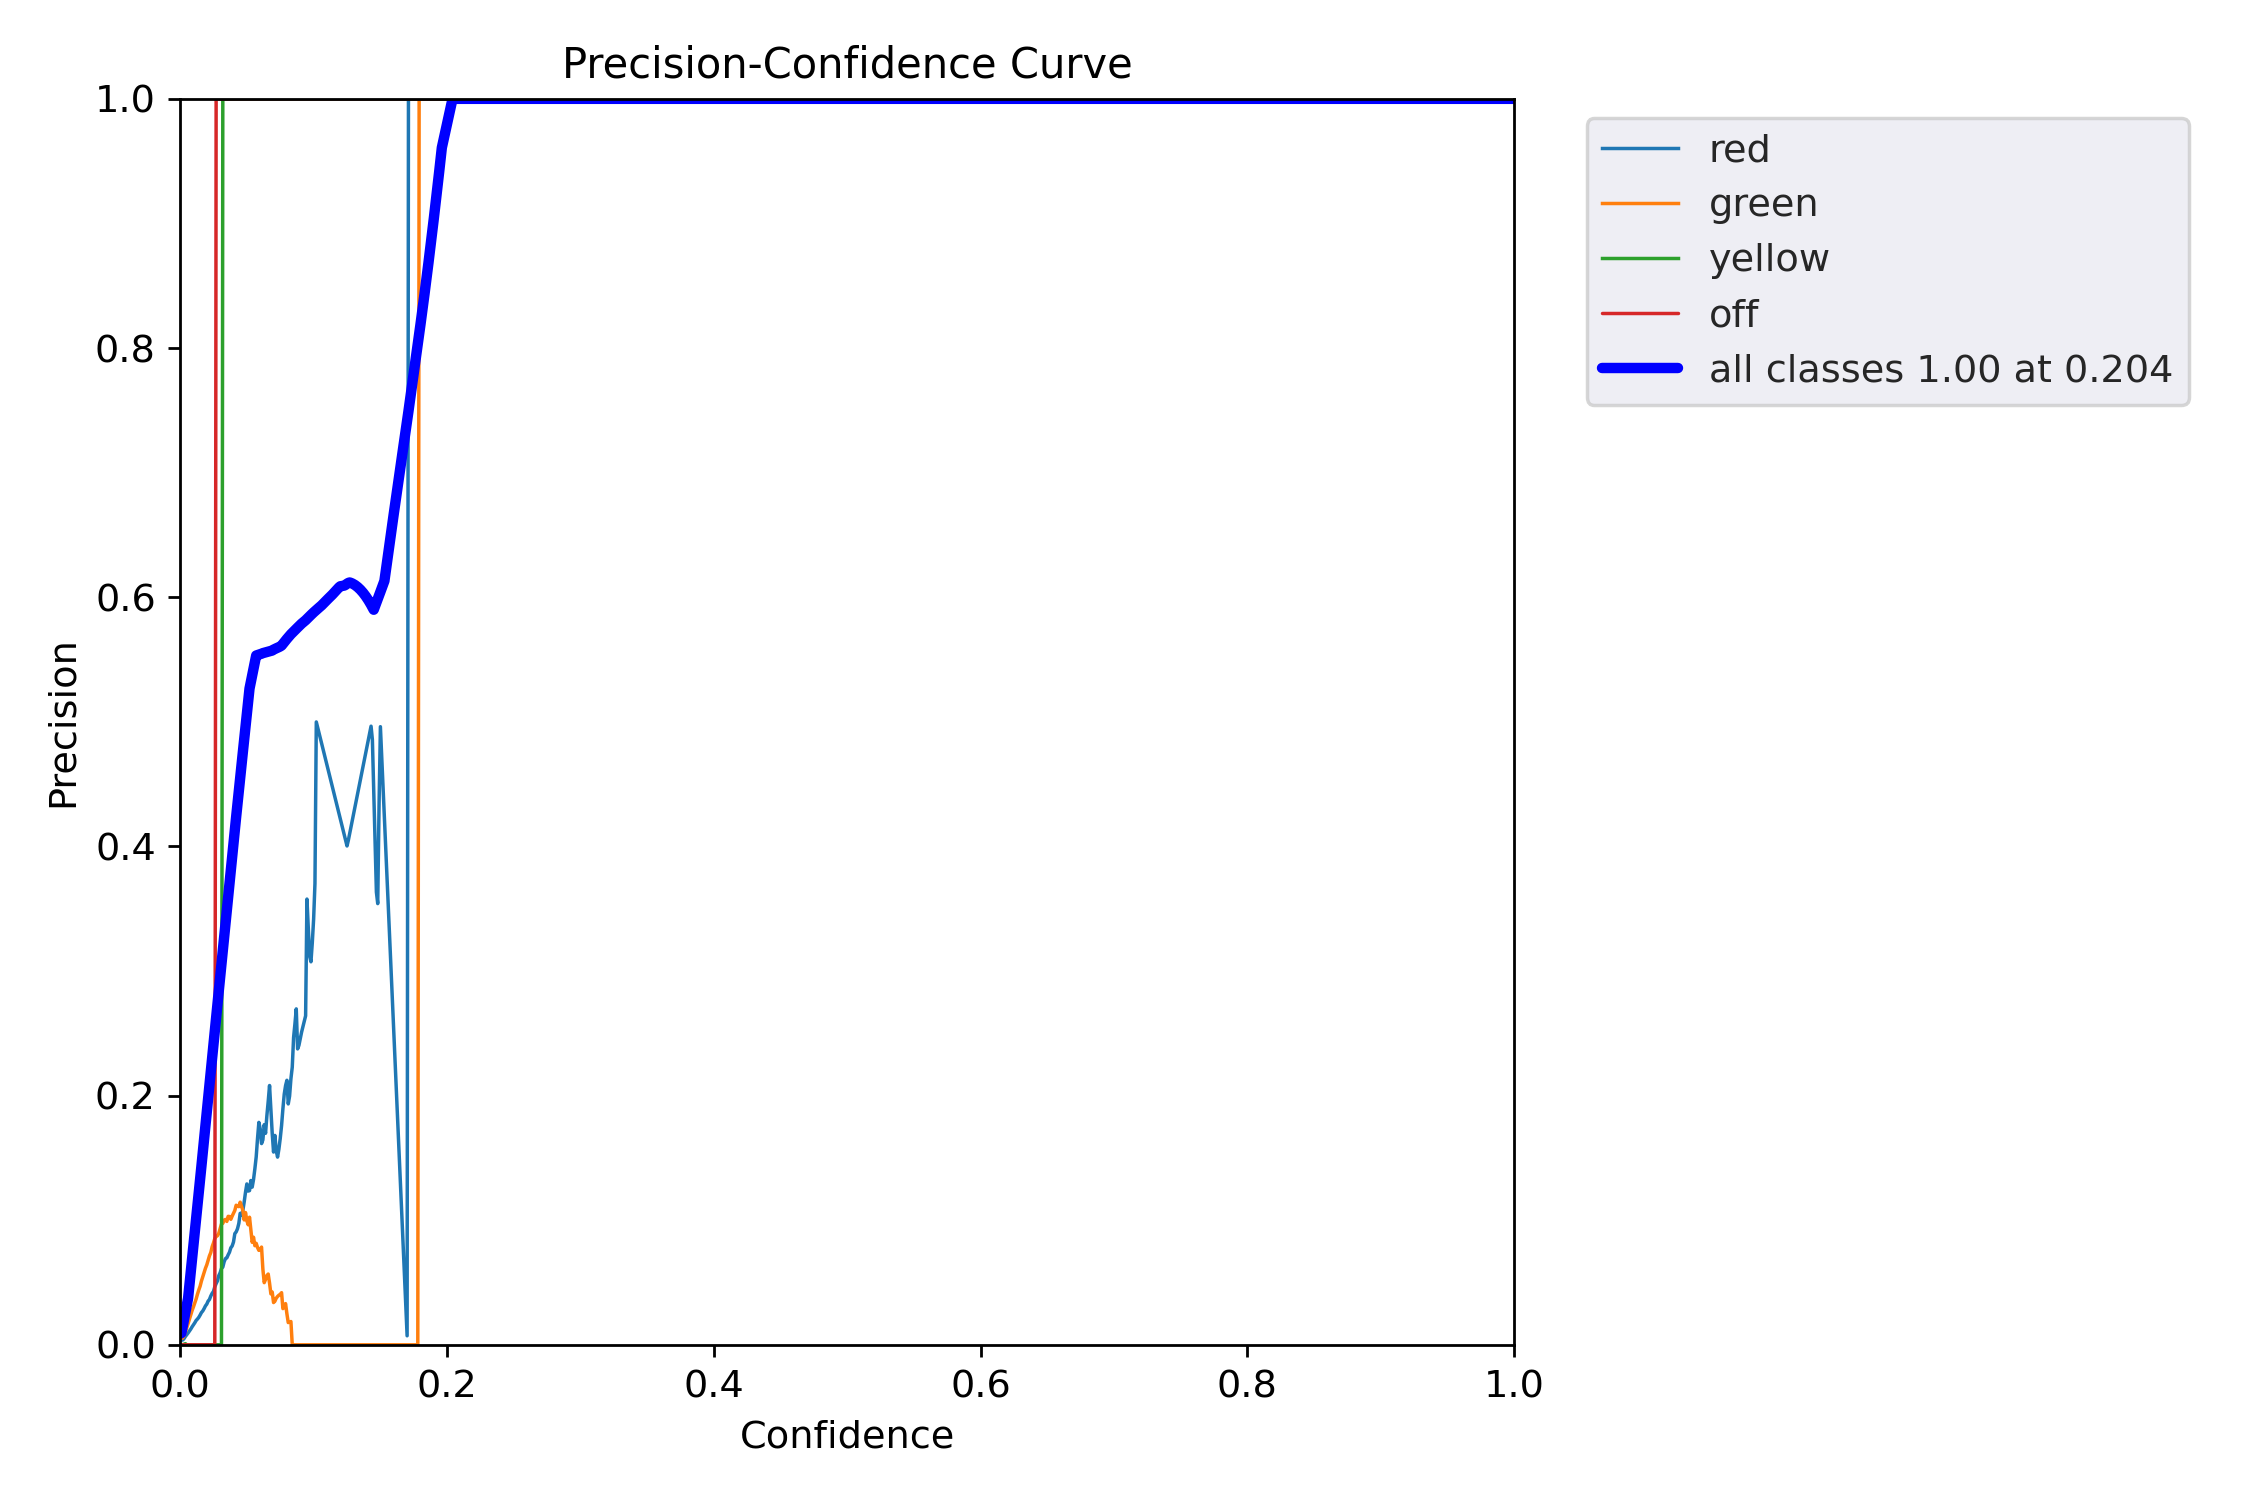 Precision-Confidence Curve
1.0
0.8
0.6
0.4
0.2
0.0
Precision
0.0 0.2 0.4 0.6 0.8 1.0
Confidence
red
green
yellow
off
all classes 1.00 at 0.204